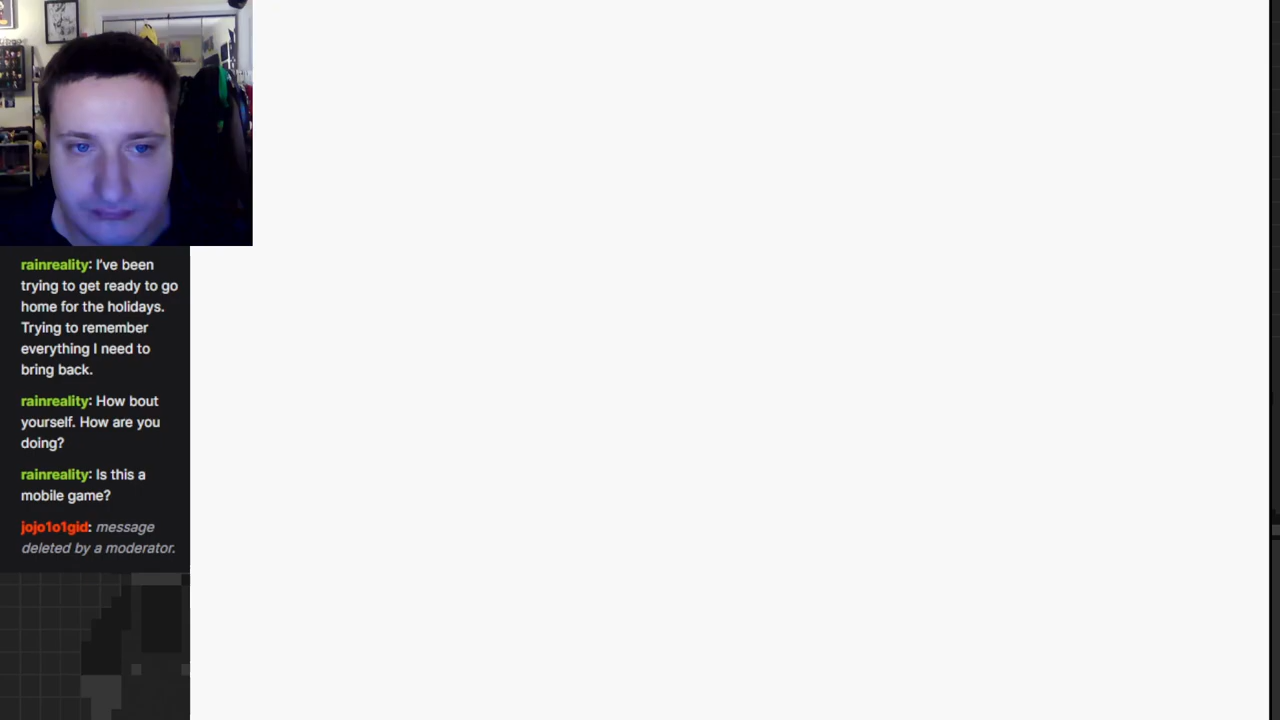 rainreality: I've been
trying to get ready to go
home for the holidays.
Trying to remember
everything I need to
bring back.
rainreality: How bout
yourself. How are you
doing?
rainreality: Is this a
mobile game?
jojo1o1gid: message
deleted by a moderator.